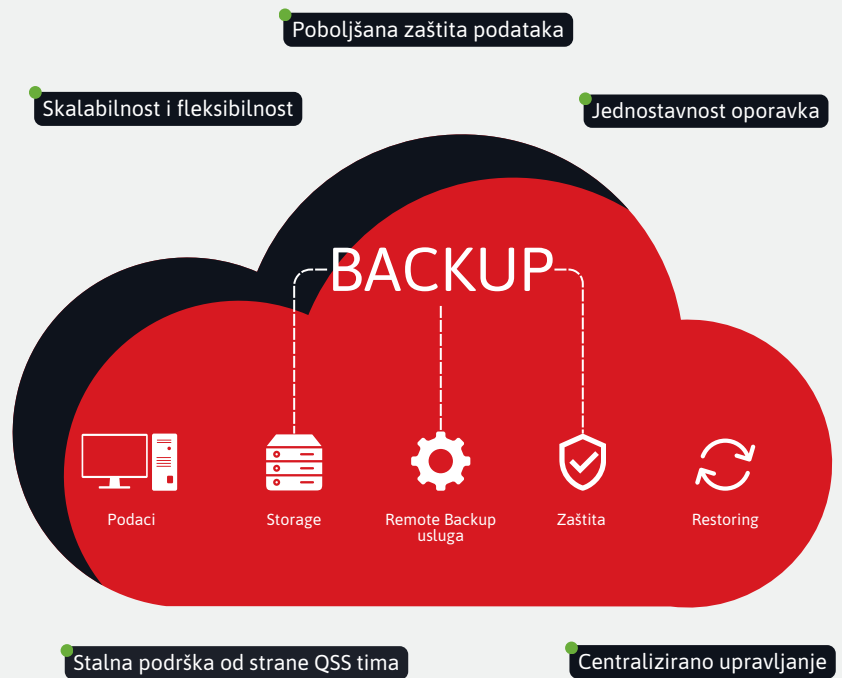 Poboljšana zaštita podataka
Skalabilnost i fleksibilnost
Jednostavnost oporavka
BACKUP
Podaci
Storage
Remote Backup
usluga
Zaštita
Restoring
Stalna podrška od strane QSS tima
Centralizirano upravljanje